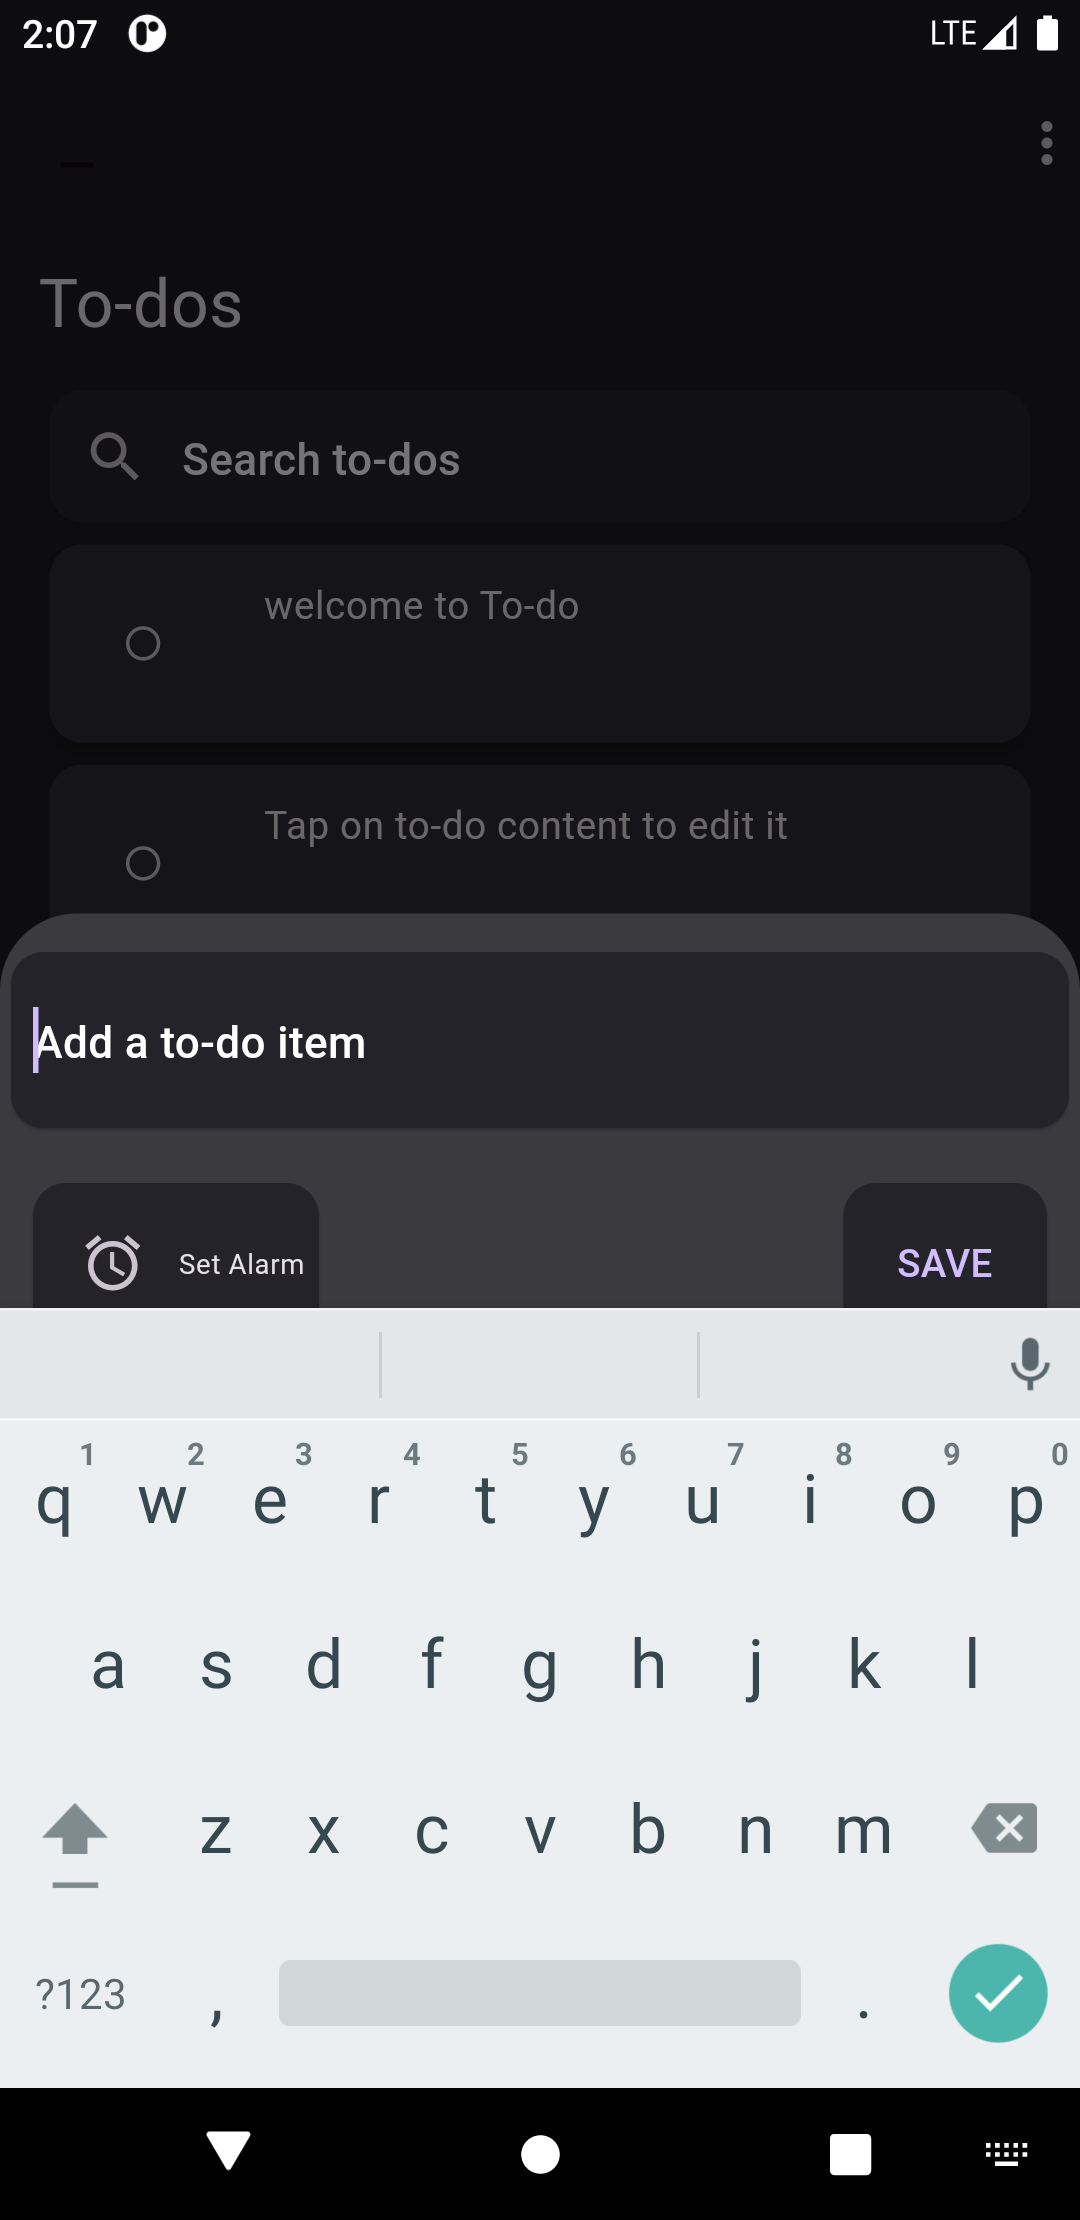 2:07
LTE
To-dos
Search to-dos
welcome to To-do
Tap on to-do content to edit it
Add a to-do item
Set Alarm
SAVE
1 2 3 4 5 6 7 8 9 0
q w e r t y u i o p
a s d f g h j k l
z x c v b n m
?123 , .